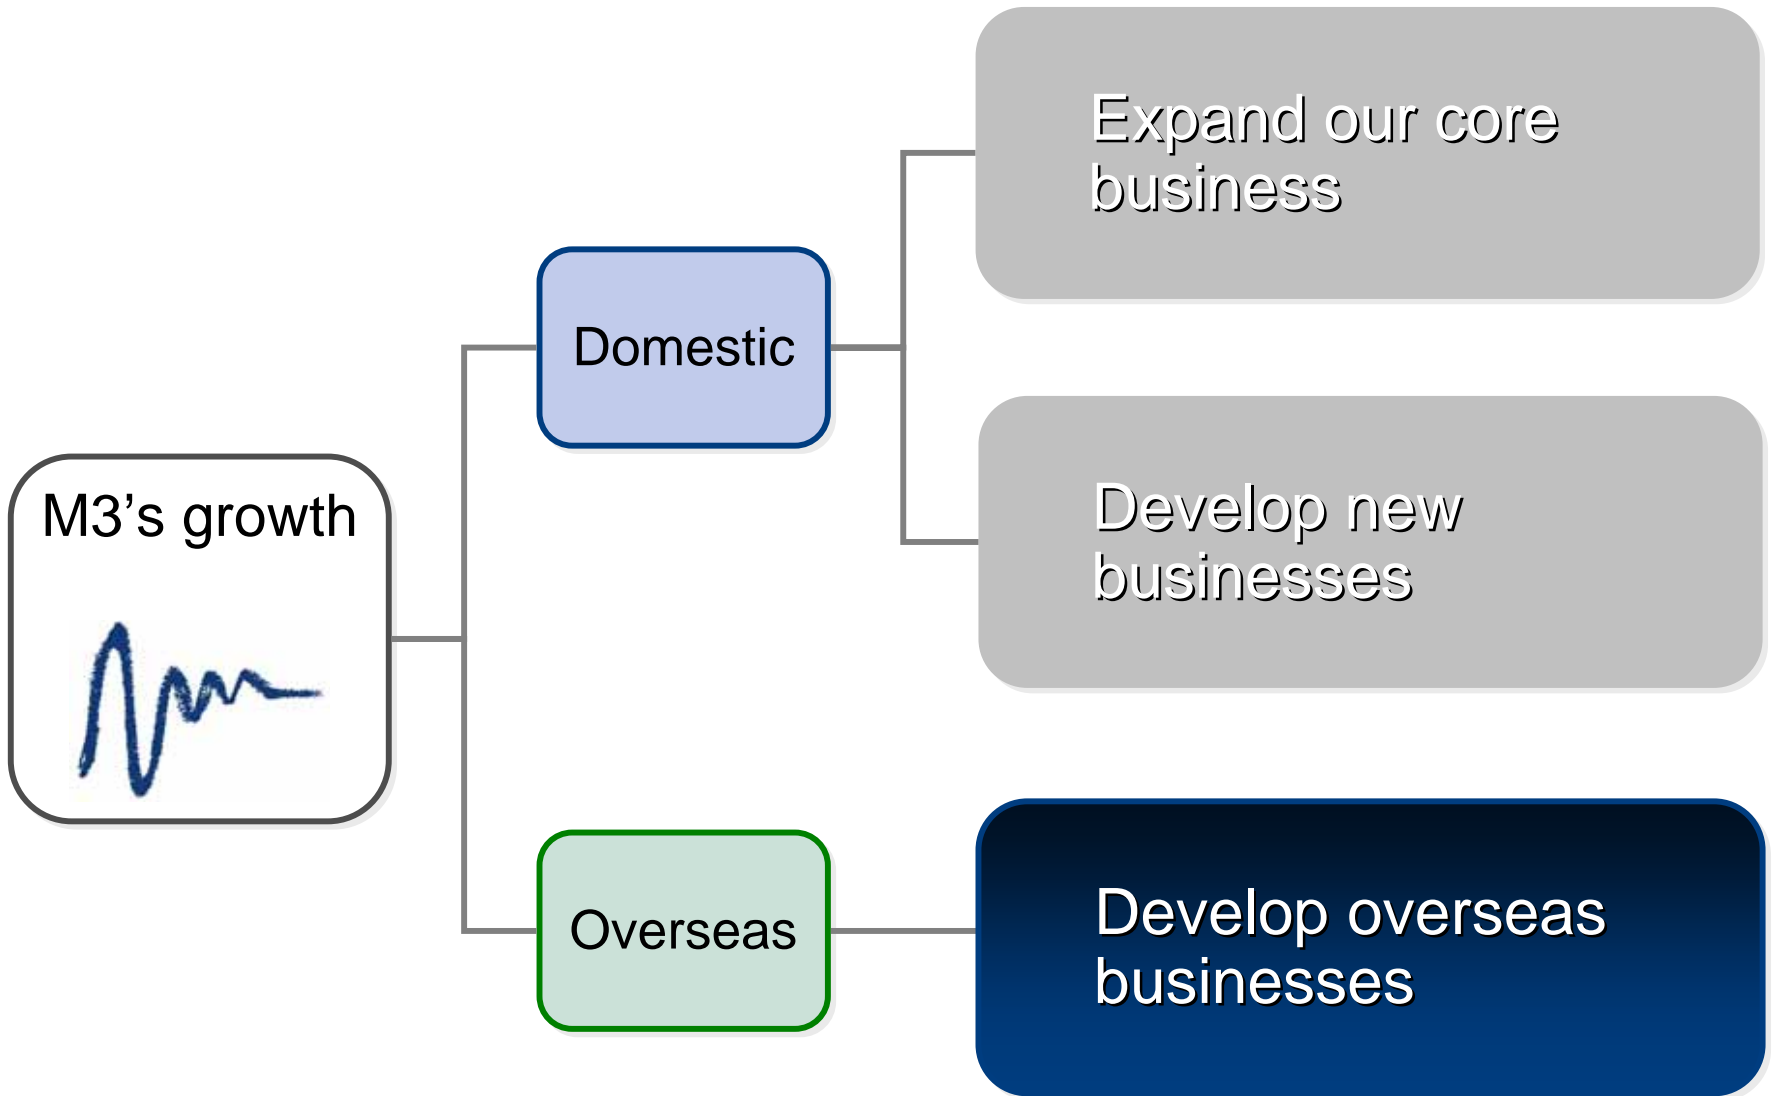 M3’s growth
Domestic
Expand our core
business
Develop new
businesses
Overseas
Develop overseas
businesses